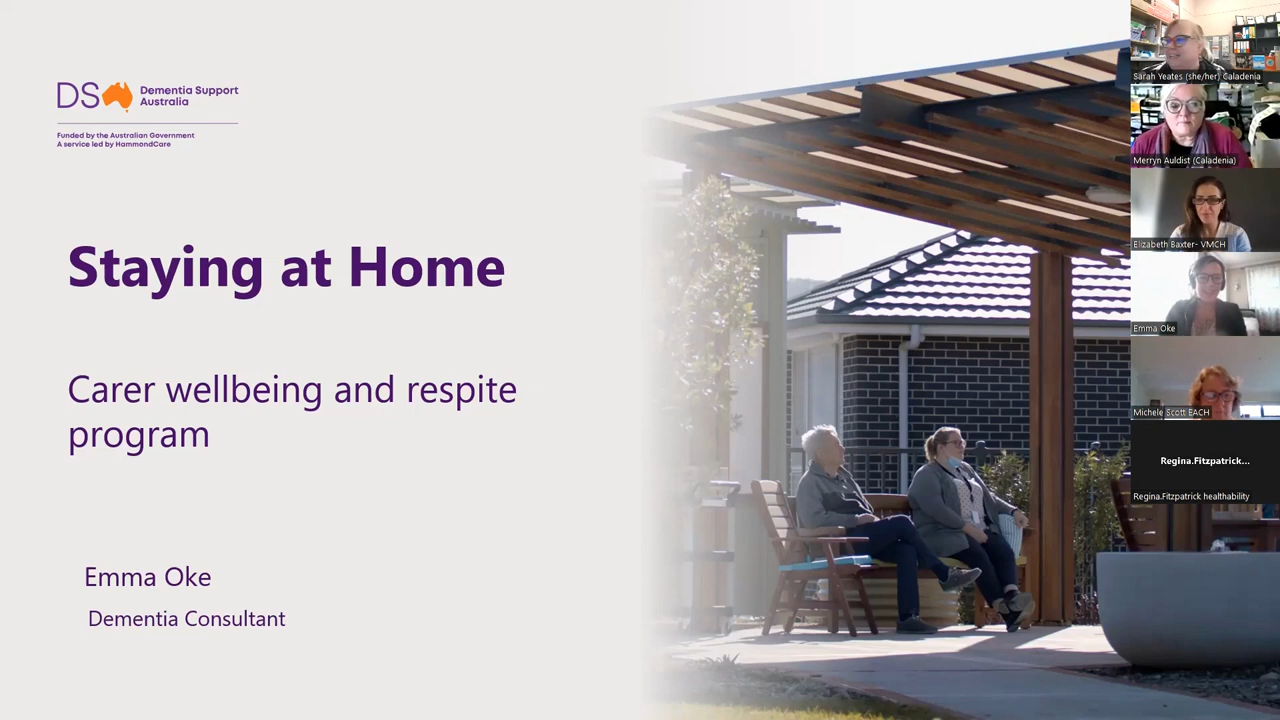 DS
Dementia Support
Australia
Funded by the Australian Government
A service led by HammondCare
Staying at Home
Carer wellbeing and respite
program
Emma Oke
Dementia Consultant
Sarah Yeates (she/her) Caladenia
Merryn Auldist (Caladenia)
Elizabeth Baxter- VMCH
Emma Oke
Michele Scott EACH
Regina.Fitzpatrick...
Regina.Fitzpatrick healthability